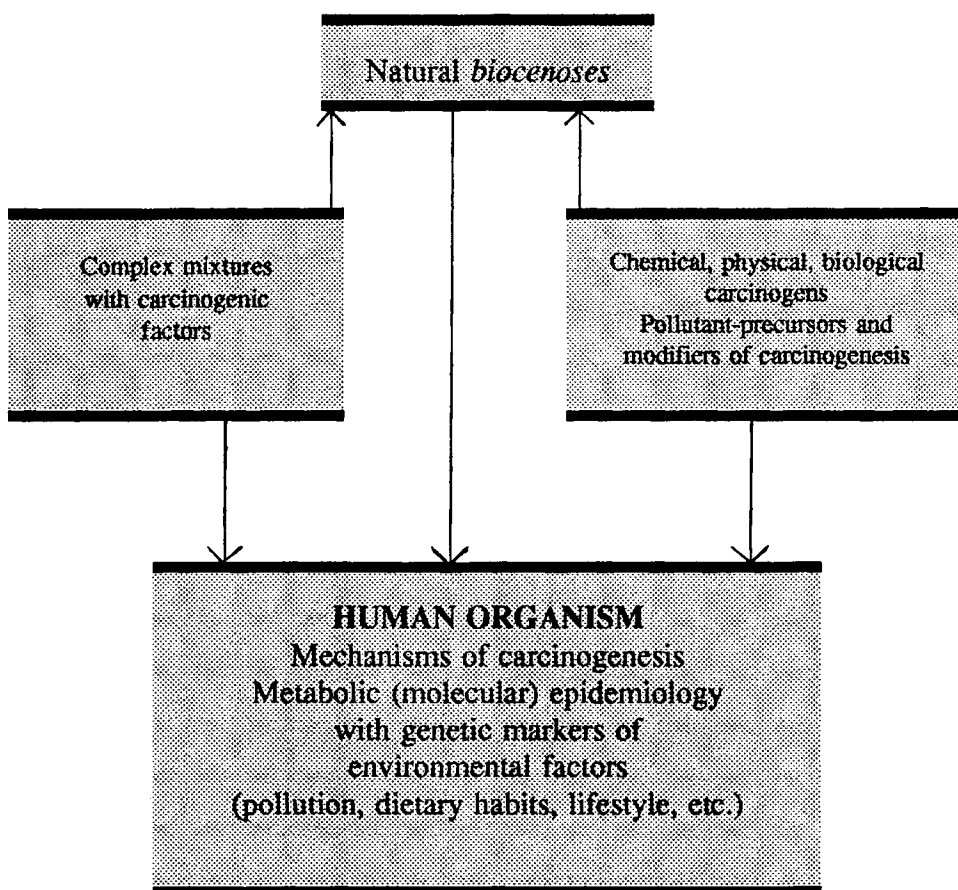 Natural biocenoses
Complex mixtures
with carcinogenic
factors
Chemical, physical, biological
carcinogens
Pollutant-precursors and
modifiers of carcinogenesis
HUMAN ORGANISM
Mechanisms of carcinogenesis
Metabolic (molecular) epidemiology
with genetic markers of
environmental factors
(pollution, dietary habits, lifestyle, etc.)